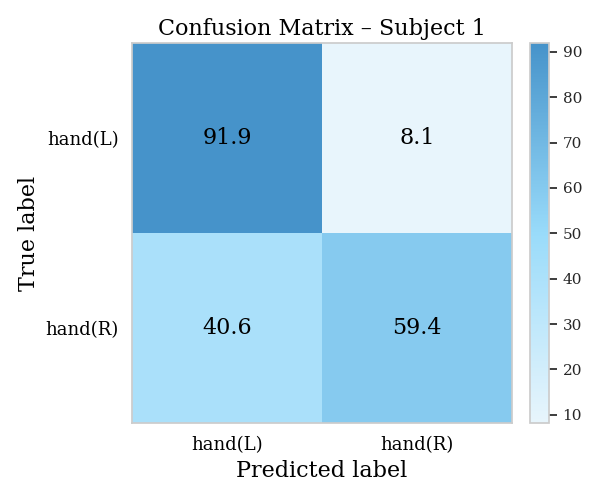 Confusion Matrix – Subject 1
True label
hand(L)
91.9
8.1
hand(R)
40.6
59.4
hand(L)
hand(R)
Predicted label
90
80
70
60
50
40
30
20
10